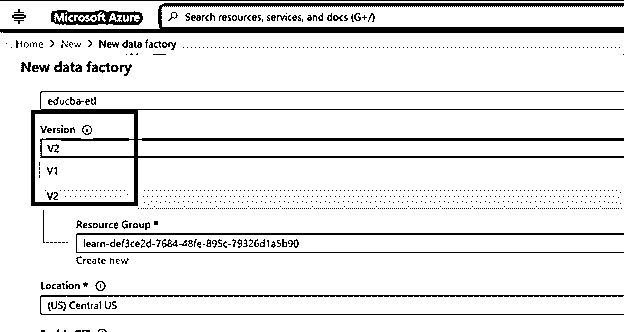 Microsoft Azure
Search resources, services, and docs (G+/)
Home > New > New data factory
New data factory
educba-etl
Version
V2
V1
V2
Resource Group *
learn-def3ce2d-7684-48fe-895c-79326d1a5b90
Create new
Location *
(US) Central US